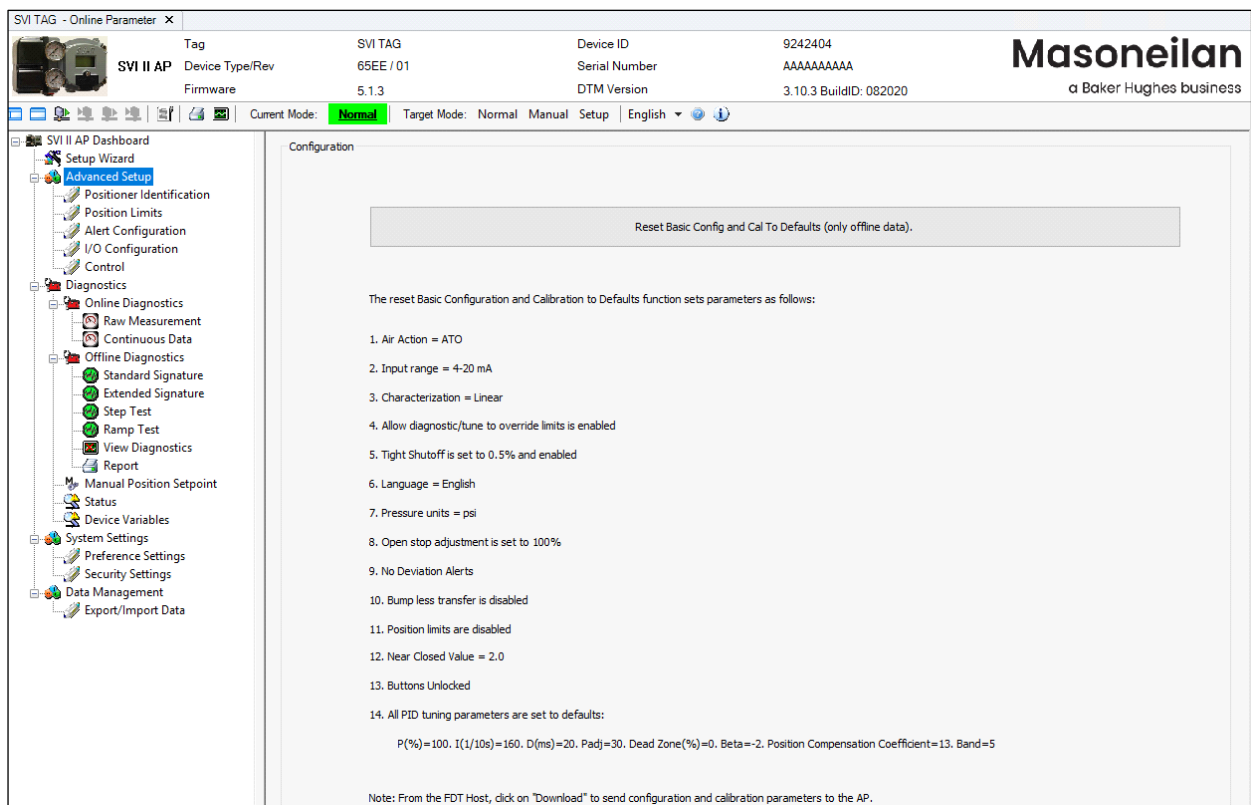 SVI TAG - Online Parameter
SVI II AP
Tag SVI TAG Device ID 9242404
Device Type/Rev 65EE / 01 Serial Number AAAAAAAAAA
Firmware 5.1.3 DTM Version 3.10.3 BuildID: 082020
Masoneilan
a Baker Hughes business
Current Mode: Normal Target Mode: Normal Manual Setup English
SVI II AP Dashboard
Setup Wizard
Advanced Setup
Positioner Identification
Position Limits
Alert Configuration
I/O Configuration
Control
Diagnostics
Online Diagnostics
Raw Measurement
Continuous Data
Offline Diagnostics
Standard Signature
Extended Signature
Step Test
Ramp Test
View Diagnostics
Report
Manual Position Setpoint
Status
Device Variables
System Settings
Preference Settings
Security Settings
Data Management
Export/Import Data
Configuration
Reset Basic Config and Cal To Defaults (only offline data).
The reset Basic Configuration and Calibration to Defaults function sets parameters as follows:
1. Air Action = ATO
2. Input range = 4-20 mA
3. Characterization = Linear
4. Allow diagnostic/tune to override limits is enabled
5. Tight Shutoff is set to 0.5% and enabled
6. Language = English
7. Pressure units = psi
8. Open stop adjustment is set to 100%
9. No Deviation Alerts
10. Bump less transfer is disabled
11. Position limits are disabled
12. Near Closed Value = 2.0
13. Buttons Unlocked
14. All PID tuning parameters are set to defaults:
P(%)=100. I(1/10s)=160. D(ms)=20. Padj=30. Dead Zone(%)=0. Beta=-2. Position Compensation Coefficient=13. Band=5
Note: From the FDT Host, click on "Download" to send configuration and calibration parameters to the AP.